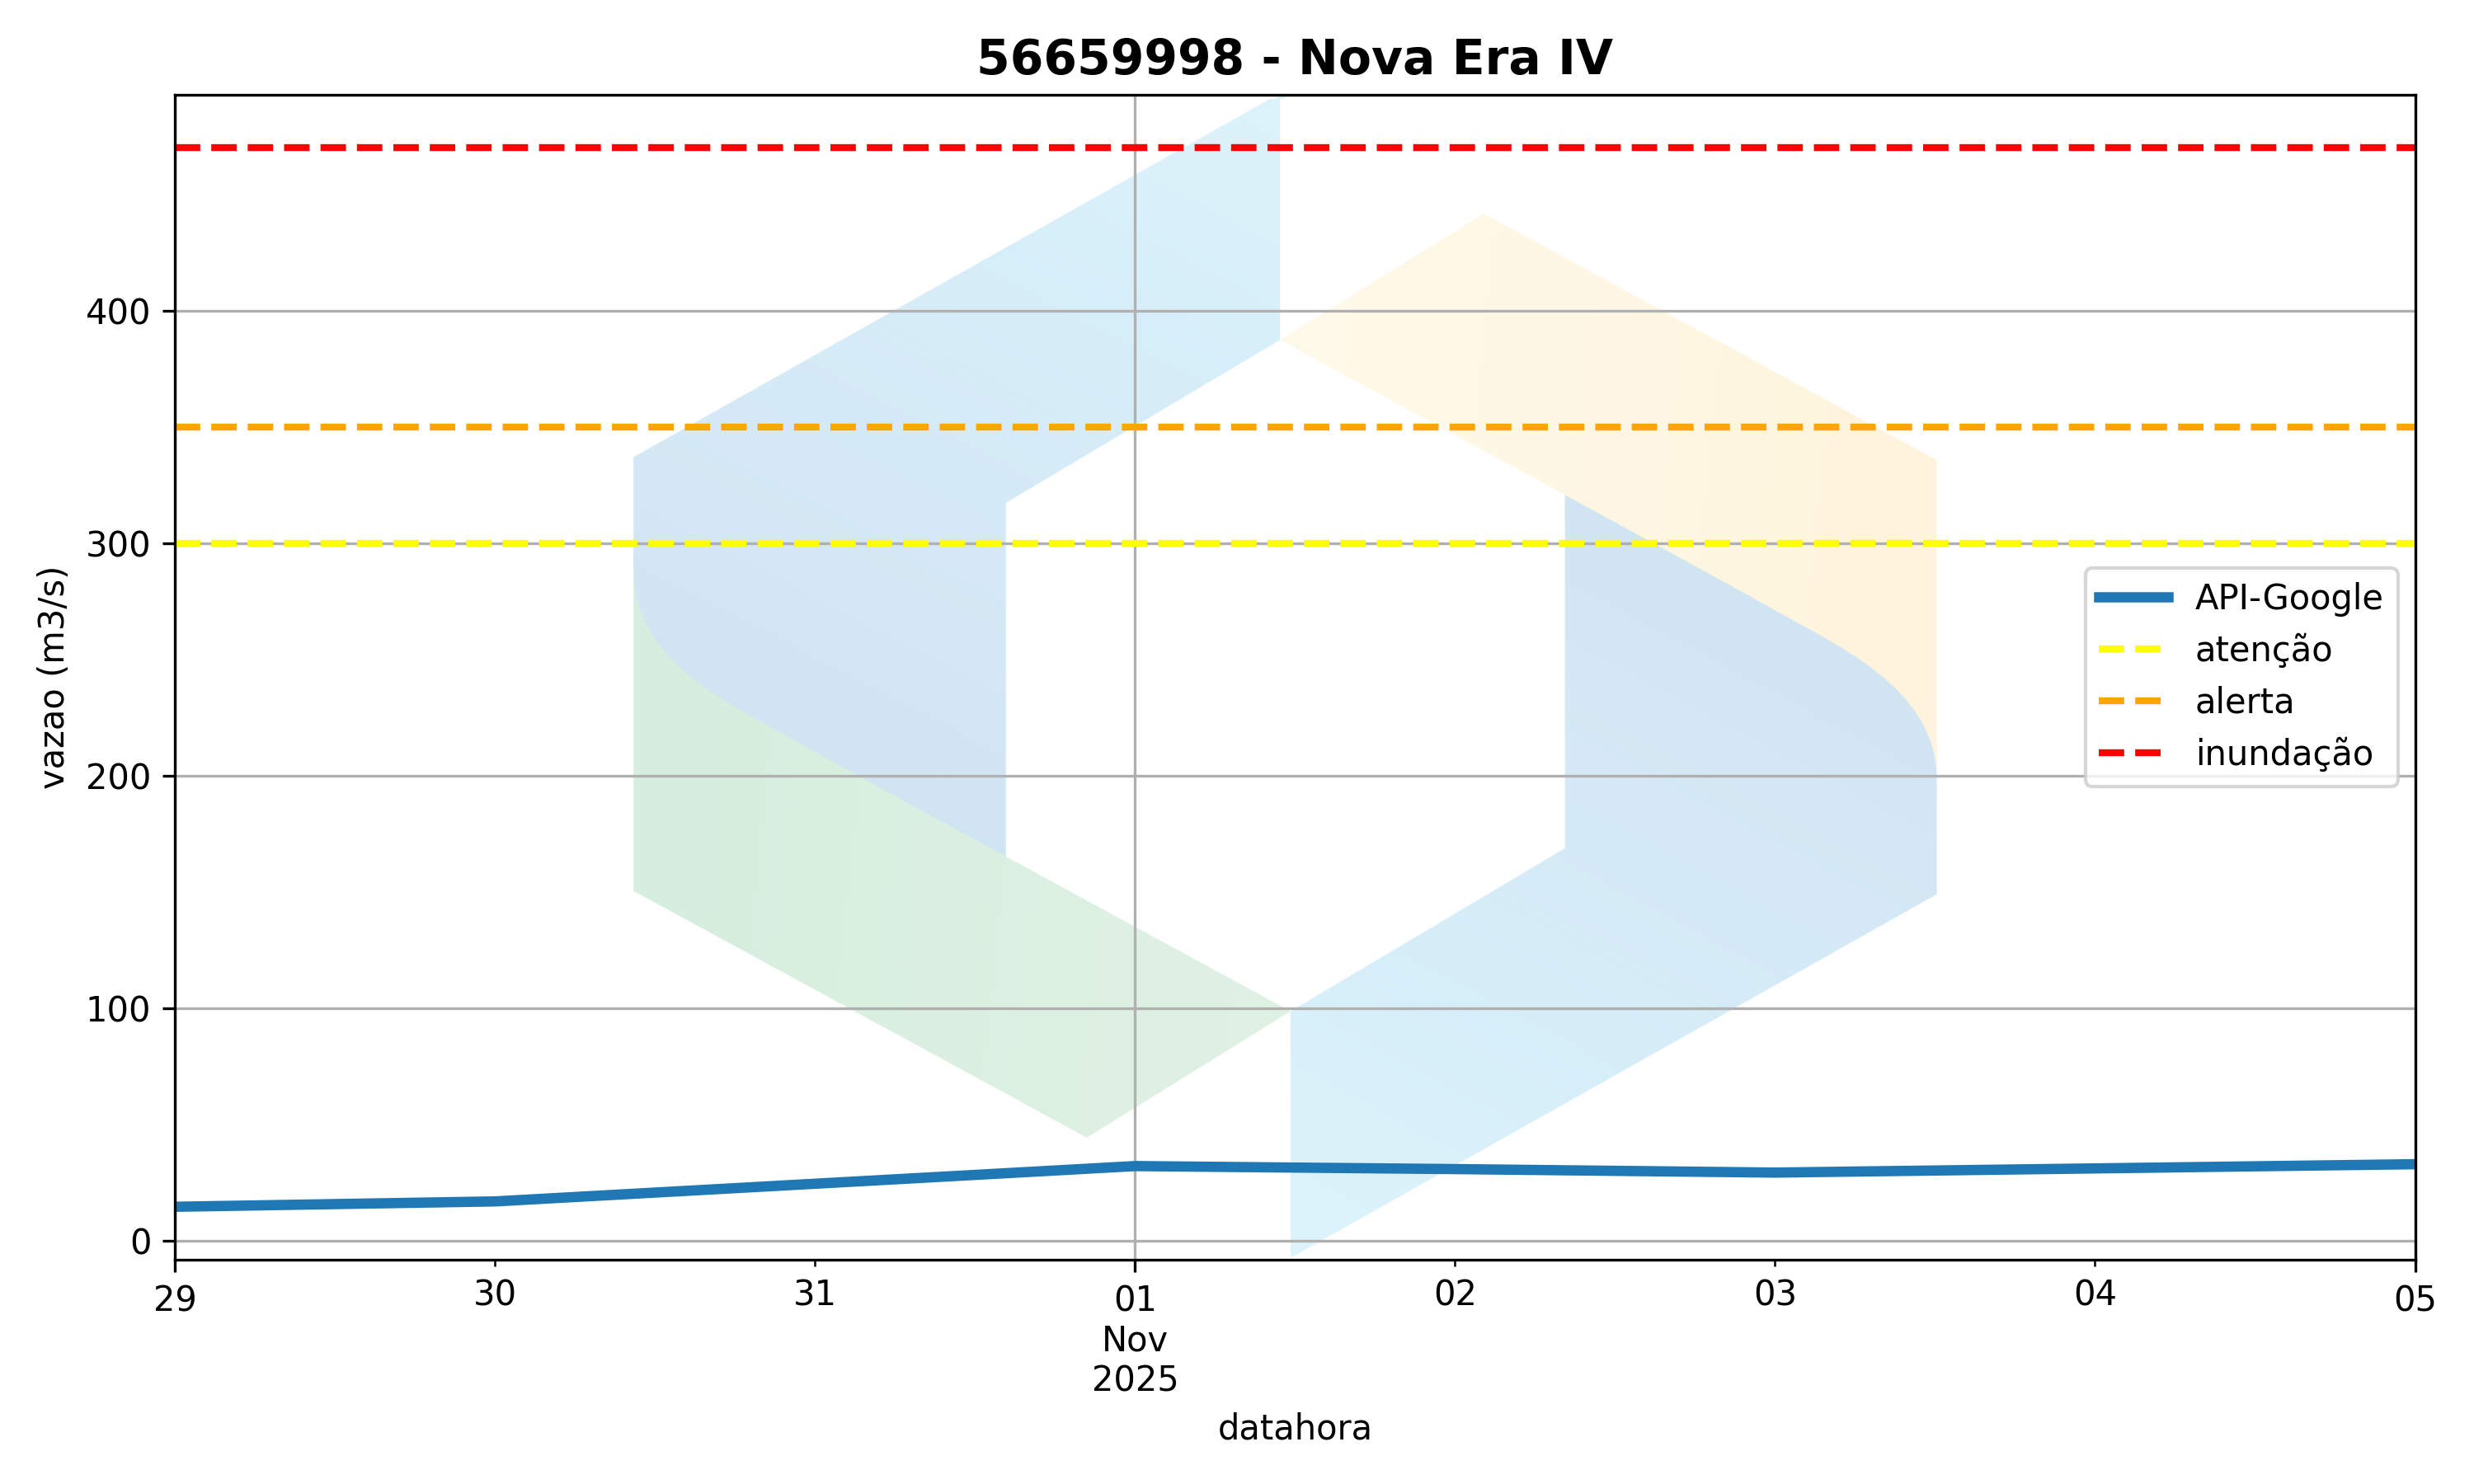 56659998 - Nova Era IV
vazao (m3/s)
400
300
200
100
0
API-Google
atenção
alerta
inundação
29
30
31
01
02
03
04
05
Nov
2025
datahora